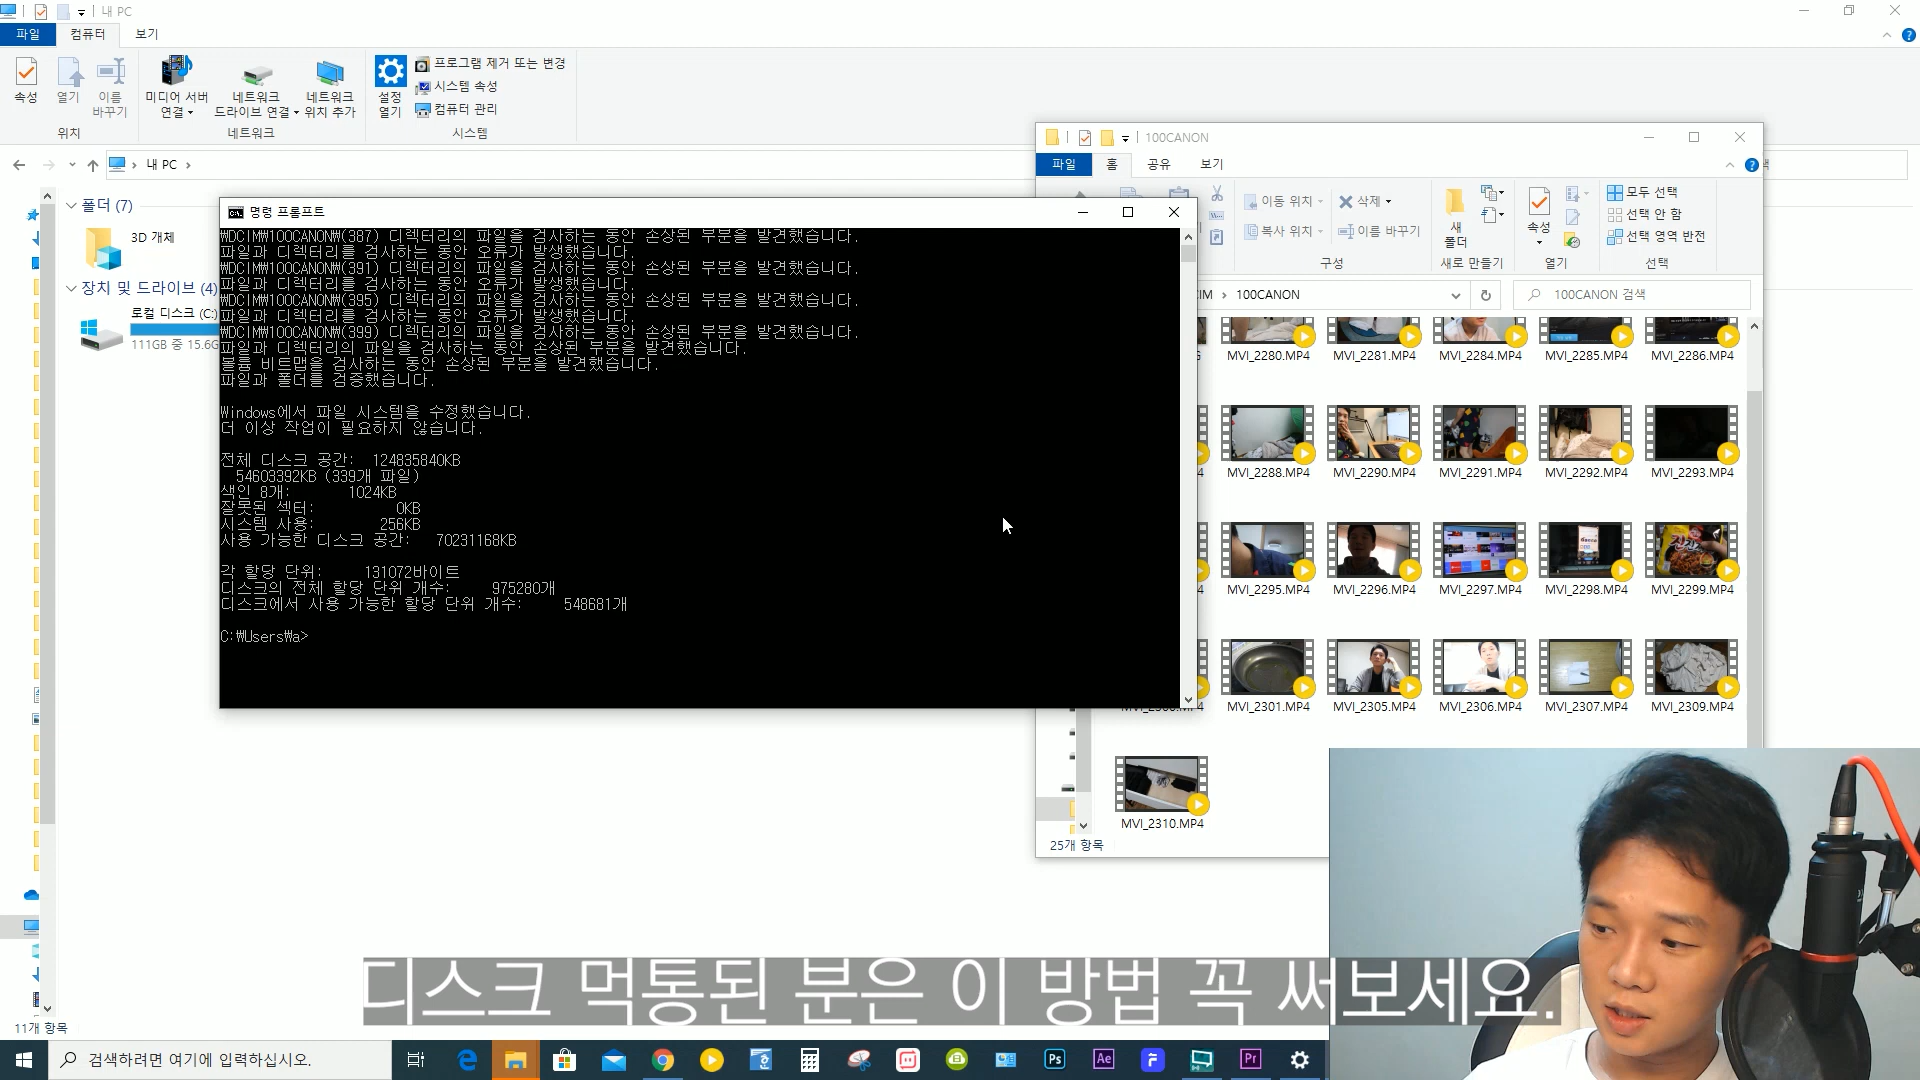 내 PC
파일
컴퓨터
보기
속성
열기
이름 바꾸기
미디어 서버 연결
네트워크 드라이브 연결
네트워크 위치 추가
설정 열기
프로그램 제거 또는 변경
시스템 속성
컴퓨터 관리
위치
네트워크
시스템
내 PC
폴더 (7)
3D 개체
장치 및 드라이브 (4)
로컬 디스크 (C:)
111GB 중 15.6G
11개 항목
명령 프롬프트
₩DCIM₩100CANON₩(387) 디렉터리의 파일을 검사하는 동안 손상된 부분을 발견했습니다.
파일과 디렉터리를 검사하는 동안 오류가 발생했습니다.
₩DCIM₩100CANON₩(391) 디렉터리의 파일을 검사하는 동안 손상된 부분을 발견했습니다.
파일과 디렉터리를 검사하는 동안 오류가 발생했습니다.
₩DCIM₩100CANON₩(395) 디렉터리의 파일을 검사하는 동안 손상된 부분을 발견했습니다.
파일과 디렉터리를 검사하는 동안 오류가 발생했습니다.
₩DCIM₩100CANON₩(399) 디렉터리의 파일을 검사하는 동안 손상된 부분을 발견했습니다.
파일과 디렉터리의 파일을 검사하는 동안 손상된 부분을 발견했습니다.
볼륨 비트맵을 검사하는 동안 손상된 부분을 발견했습니다.
파일과 폴더를 검증했습니다.
Windows에서 파일 시스템을 수정했습니다.
더 이상 작업이 필요하지 않습니다.
전체 디스크 공간: 124835840KB
54603392KB (339개 파일)
색인 8개: 1024KB
잘못된 섹터: 0KB
시스템 사용: 256KB
사용 가능한 디스크 공간: 70231168KB
각 할당 단위: 131072바이트
디스크의 전체 할당 단위 개수: 975280개
디스크에서 사용 가능한 할당 단위 개수: 548681개
C:₩Users₩a>
100CANON
파일
홈
공유
보기
이동 위치
삭제
복사 위치
이름 바꾸기
새 폴더
속성
모두 선택
선택 안 함
선택 영역 반전
구성
새로 만들기
열기
선택
IM > 100CANON
100CANON 검색
MVI_2280.MP4 MVI_2281.MP4 MVI_2284.MP4 MVI_2285.MP4 MVI_2286.MP4
MVI_2288.MP4 MVI_2290.MP4 MVI_2291.MP4 MVI_2292.MP4 MVI_2293.MP4
MVI_2295.MP4 MVI_2296.MP4 MVI_2297.MP4 MVI_2298.MP4 MVI_2299.MP4
MVI_2301.MP4 MVI_2305.MP4 MVI_2306.MP4 MVI_2307.MP4 MVI_2309.MP4
MVI_2310.MP4
25개 항목
디스크 먹통된 분은 이 방법 꼭 써보세요.
검색하려면 여기에 입력하십시오.
Ps
Ae
Pr